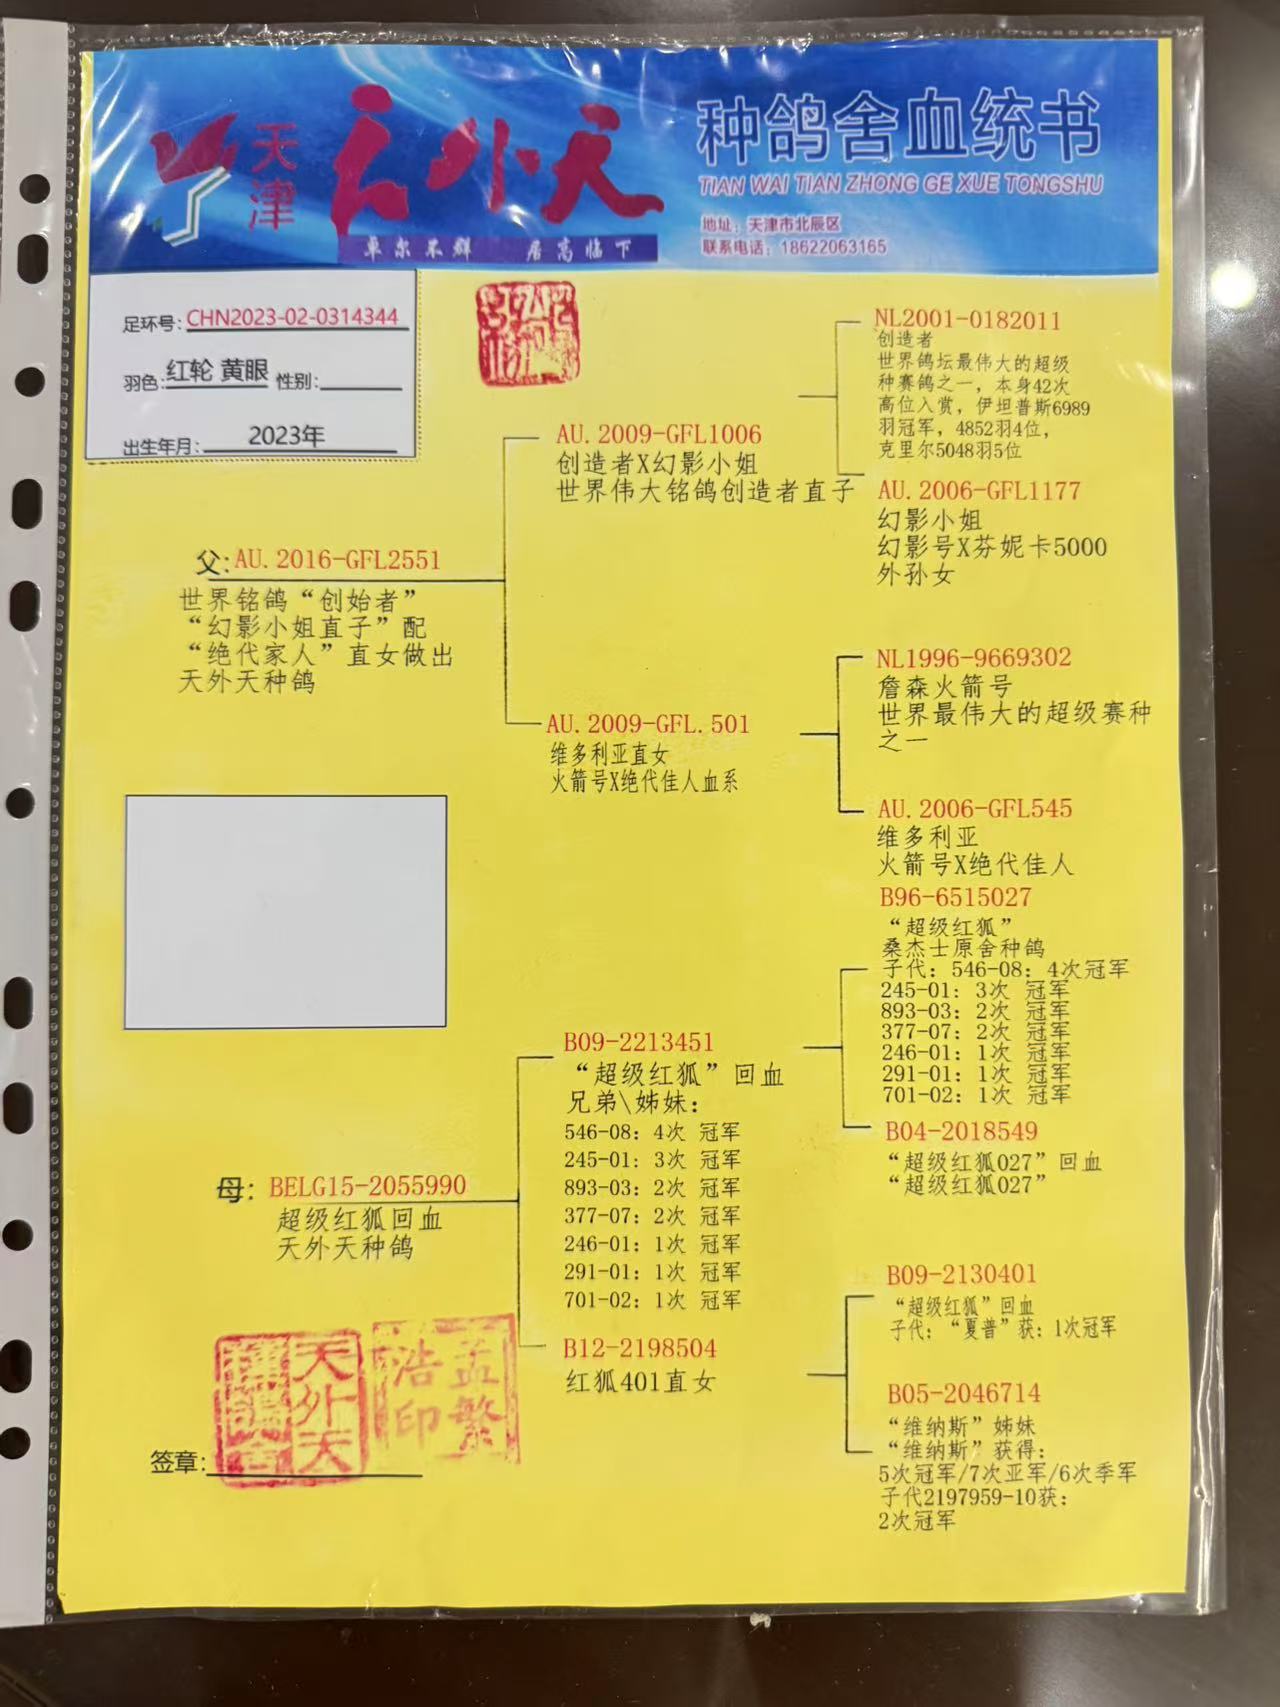 天津
天外天
卓尔不群 居高临下
种鸽舍血统书
TIAN WAI TIAN ZHONG GE XUE TONGSHU
地址：天津市北辰区
联系电话：18622063165
足环号：CHN2023-02-0314344
羽色：红轮 黄眼 性别：
出生年月： 2023年
父：AU.2016-GFL2551
世界铭鸽“创始者”
“幻影小姐直子”配
“绝代家人”直女做出
天外天种鸽
AU.2009-GFL1006
创造者X幻影小姐
世界伟大铭鸽创造者直子
NL2001-0182011
创造者
世界鸽坛最伟大的超级
种赛鸽之一，本身42次
高位入赏，伊坦普斯6989
羽冠军，4852羽4位，
克里尔5048羽5位
AU.2006-GFL1177
幻影小姐
幻影号X芬妮卡5000
外孙女
AU.2009-GFL.501
维多利亚直女
火箭号X绝代佳人血系
NL1996-9669302
詹森火箭号
世界最伟大的超级赛种
之一
AU.2006-GFL545
维多利亚
火箭号X绝代佳人
母：BELG15-2055990
超级红狐回血
天外天种鸽
B09-2213451
“超级红狐”回血
兄弟\姊妹：
546-08：4次 冠军
245-01：3次 冠军
893-03：2次 冠军
377-07：2次 冠军
246-01：1次 冠军
291-01：1次 冠军
701-02：1次 冠军
B96-6515027
“超级红狐”
桑杰士原舍种鸽
子代：546-08：4次冠军
245-01：3次 冠军
893-03：2次 冠军
377-07：2次 冠军
246-01：1次 冠军
291-01：1次 冠军
701-02：1次 冠军
B04-2018549
“超级红狐027”回血
“超级红狐027”
B12-2198504
红狐401直女
B09-2130401
“超级红狐”回血
子代：“夏普”获：1次冠军
B05-2046714
“维纳斯”姊妹
“维纳斯”获得：
5次冠军/7次亚军/6次季军
子代2197959-10获：
2次冠军
签章：
天外天
种鸽舍
孟繁
浩印